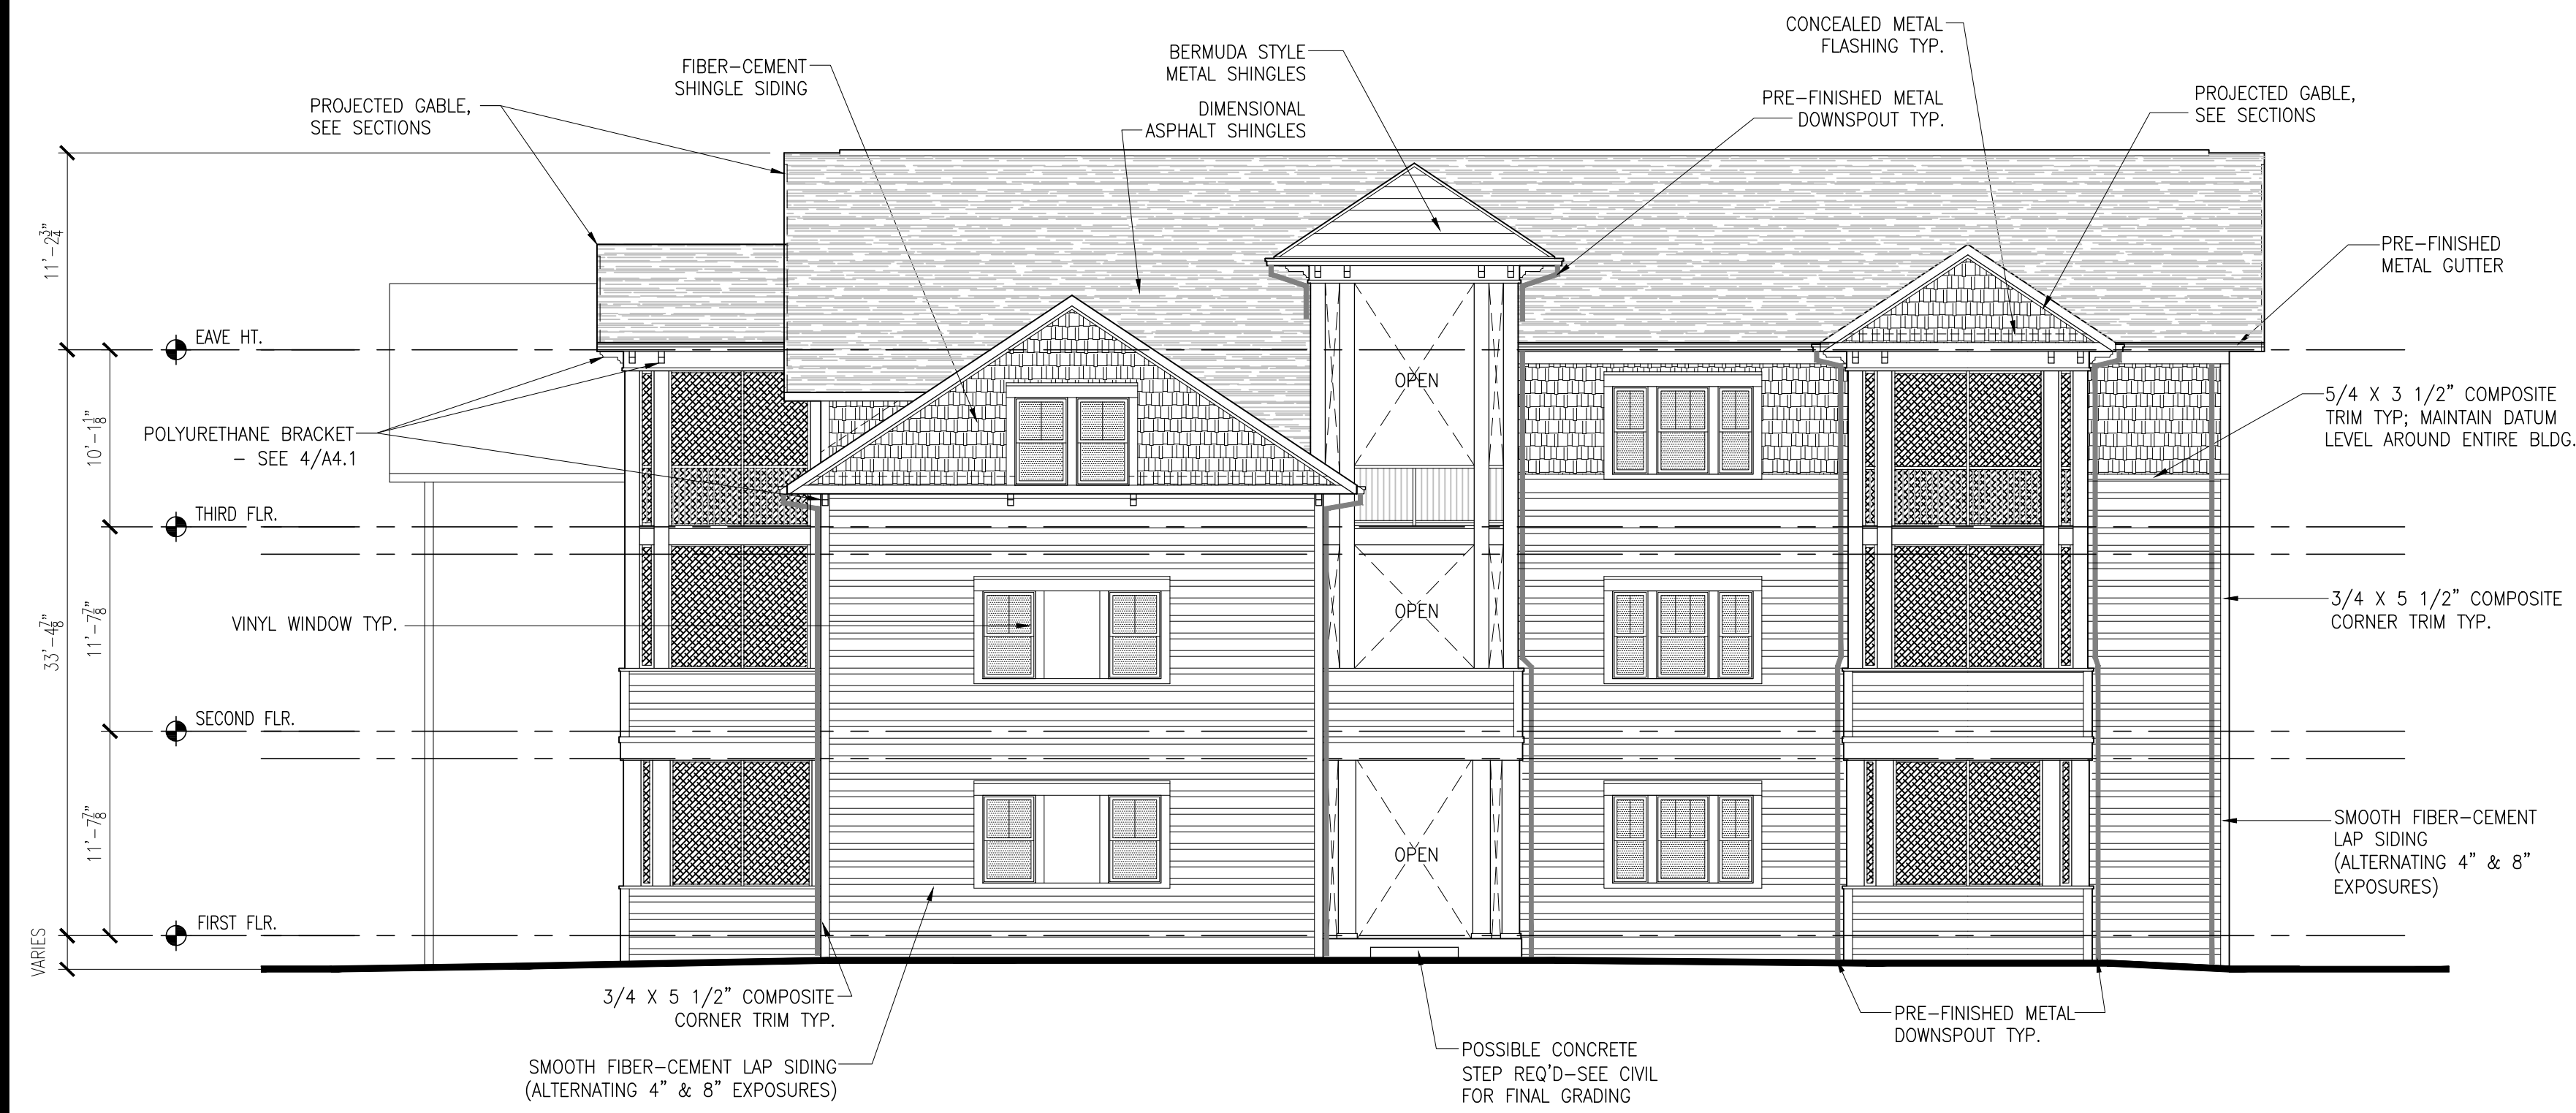 CONCEALED METAL
FLASHING TYP.
BERMUDA STYLE
METAL SHINGLES
FIBER-CEMENT
SHINGLE SIDING
PROJECTED GABLE,
SEE SECTIONS
DIMENSIONAL
ASPHALT SHINGLES
PRE-FINISHED METAL
DOWNSPOUT TYP.
PROJECTED GABLE,
SEE SECTIONS
11'-2 3/4"
PRE-FINISHED
METAL GUTTER
EAVE HT.
OPEN
10'-1 1/8"
POLYURETHANE BRACKET
- SEE 4/A4.1
5/4 X 3 1/2" COMPOSITE
TRIM TYP; MAINTAIN DATUM
LEVEL AROUND ENTIRE BLDG.
THIRD FLR.
33'-4 7/8"
11'-7 7/8"
VINYL WINDOW TYP.
OPEN
3/4 X 5 1/2" COMPOSITE
CORNER TRIM TYP.
SECOND FLR.
11'-7 7/8"
OPEN
SMOOTH FIBER-CEMENT
LAP SIDING
(ALTERNATING 4" & 8"
EXPOSURES)
FIRST FLR.
VARIES
3/4 X 5 1/2" COMPOSITE
CORNER TRIM TYP.
PRE-FINISHED METAL
DOWNSPOUT TYP.
SMOOTH FIBER-CEMENT LAP SIDING
(ALTERNATING 4" & 8" EXPOSURES)
POSSIBLE CONCRETE
STEP REQ'D-SEE CIVIL
FOR FINAL GRADING